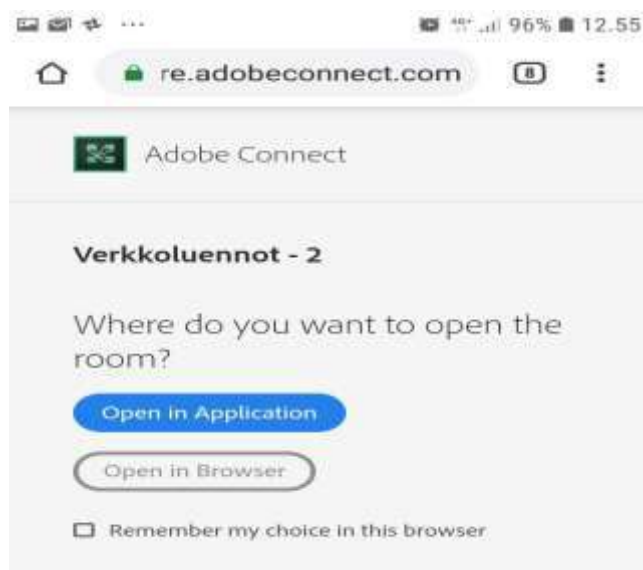 96% 12.55
re.adobeconnect.com 8
Adobe Connect
Verkkoluennot - 2
Where do you want to open the
room?
Open in Application
Open in Browser
Remember my choice in this browser